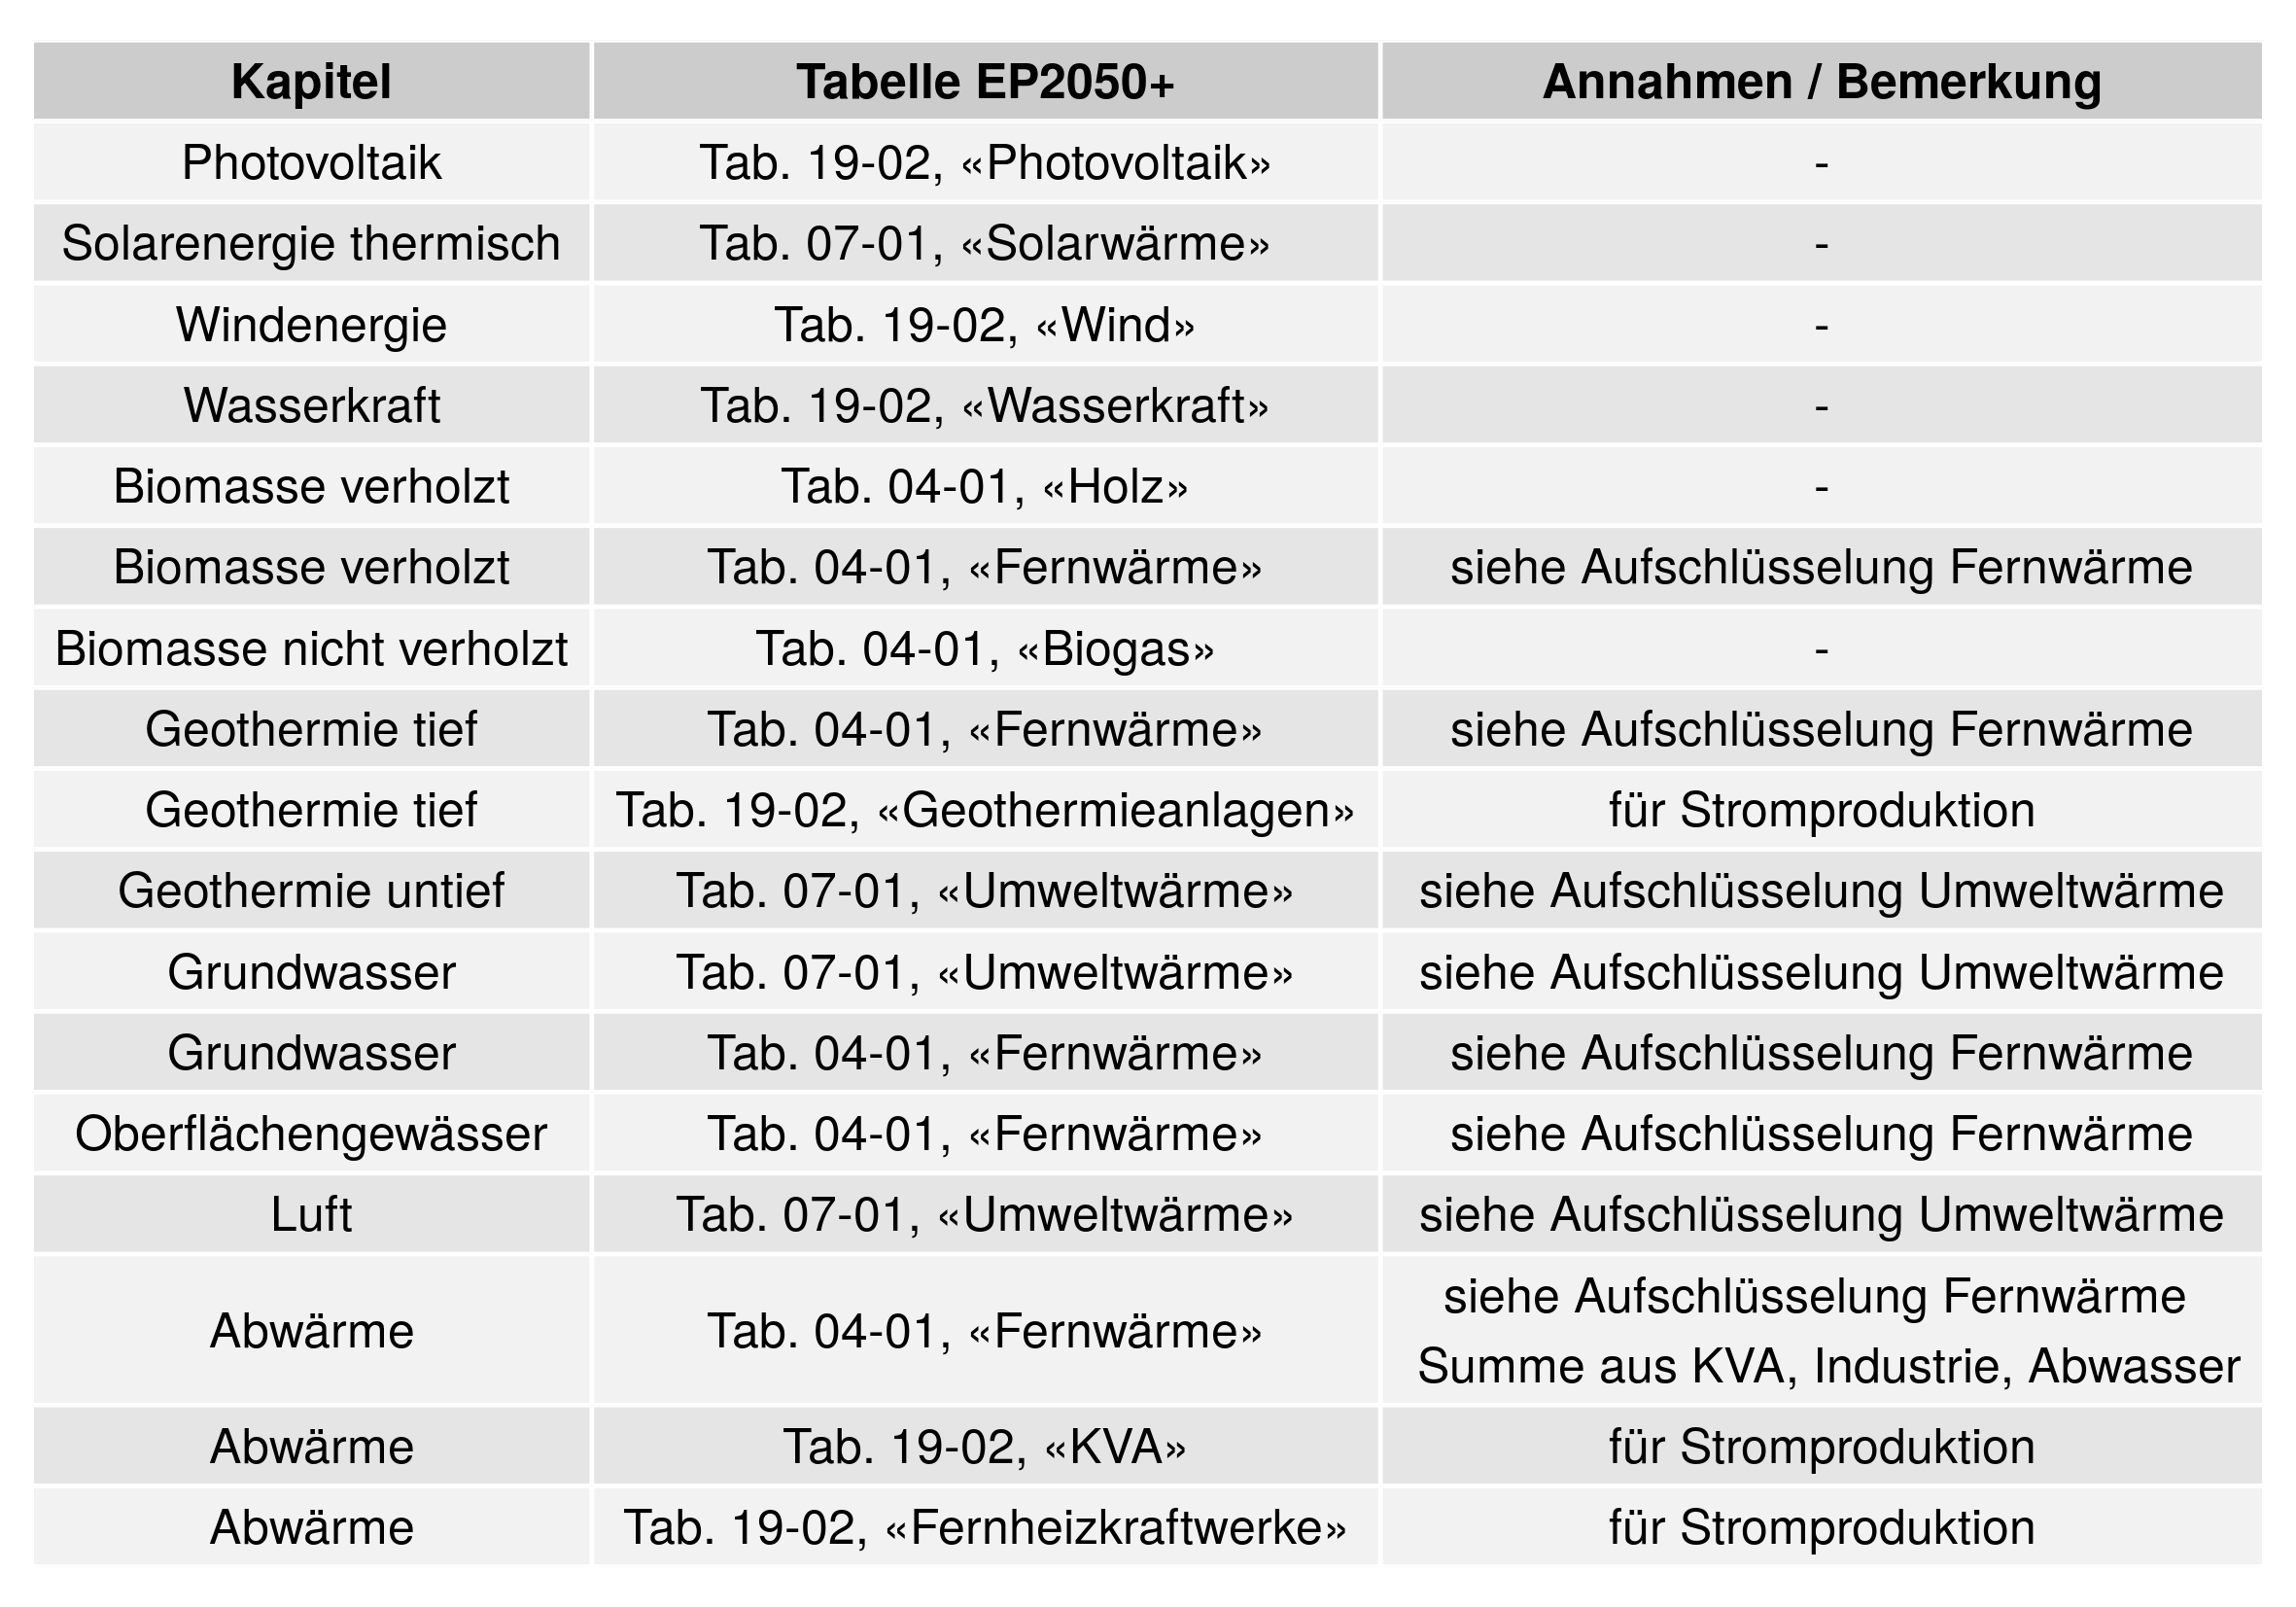 Kapitel Tabelle EP2050+ Annahmen / Bemerkung
Photovoltaik Tab. 19-02, «Photovoltaik» -
Solarenergie thermisch Tab. 07-01, «Solarwärme» -
Windenergie Tab. 19-02, «Wind» -
Wasserkraft Tab. 19-02, «Wasserkraft» -
Biomasse verholzt Tab. 04-01, «Holz» -
Biomasse verholzt Tab. 04-01, «Fernwärme» siehe Aufschlüsselung Fernwärme
Biomasse nicht verholzt Tab. 04-01, «Biogas» -
Geothermie tief Tab. 04-01, «Fernwärme» siehe Aufschlüsselung Fernwärme
Geothermie tief Tab. 19-02, «Geothermieanlagen» für Stromproduktion
Geothermie untief Tab. 07-01, «Umweltwärme» siehe Aufschlüsselung Umweltwärme
Grundwasser Tab. 07-01, «Umweltwärme» siehe Aufschlüsselung Umweltwärme
Grundwasser Tab. 04-01, «Fernwärme» siehe Aufschlüsselung Fernwärme
Oberflächengewässer Tab. 04-01, «Fernwärme» siehe Aufschlüsselung Fernwärme
Luft Tab. 07-01, «Umweltwärme» siehe Aufschlüsselung Umweltwärme
Abwärme Tab. 04-01, «Fernwärme» siehe Aufschlüsselung Fernwärme
Summe aus KVA, Industrie, Abwasser
Abwärme Tab. 19-02, «KVA» für Stromproduktion
Abwärme Tab. 19-02, «Fernheizkraftwerke» für Stromproduktion